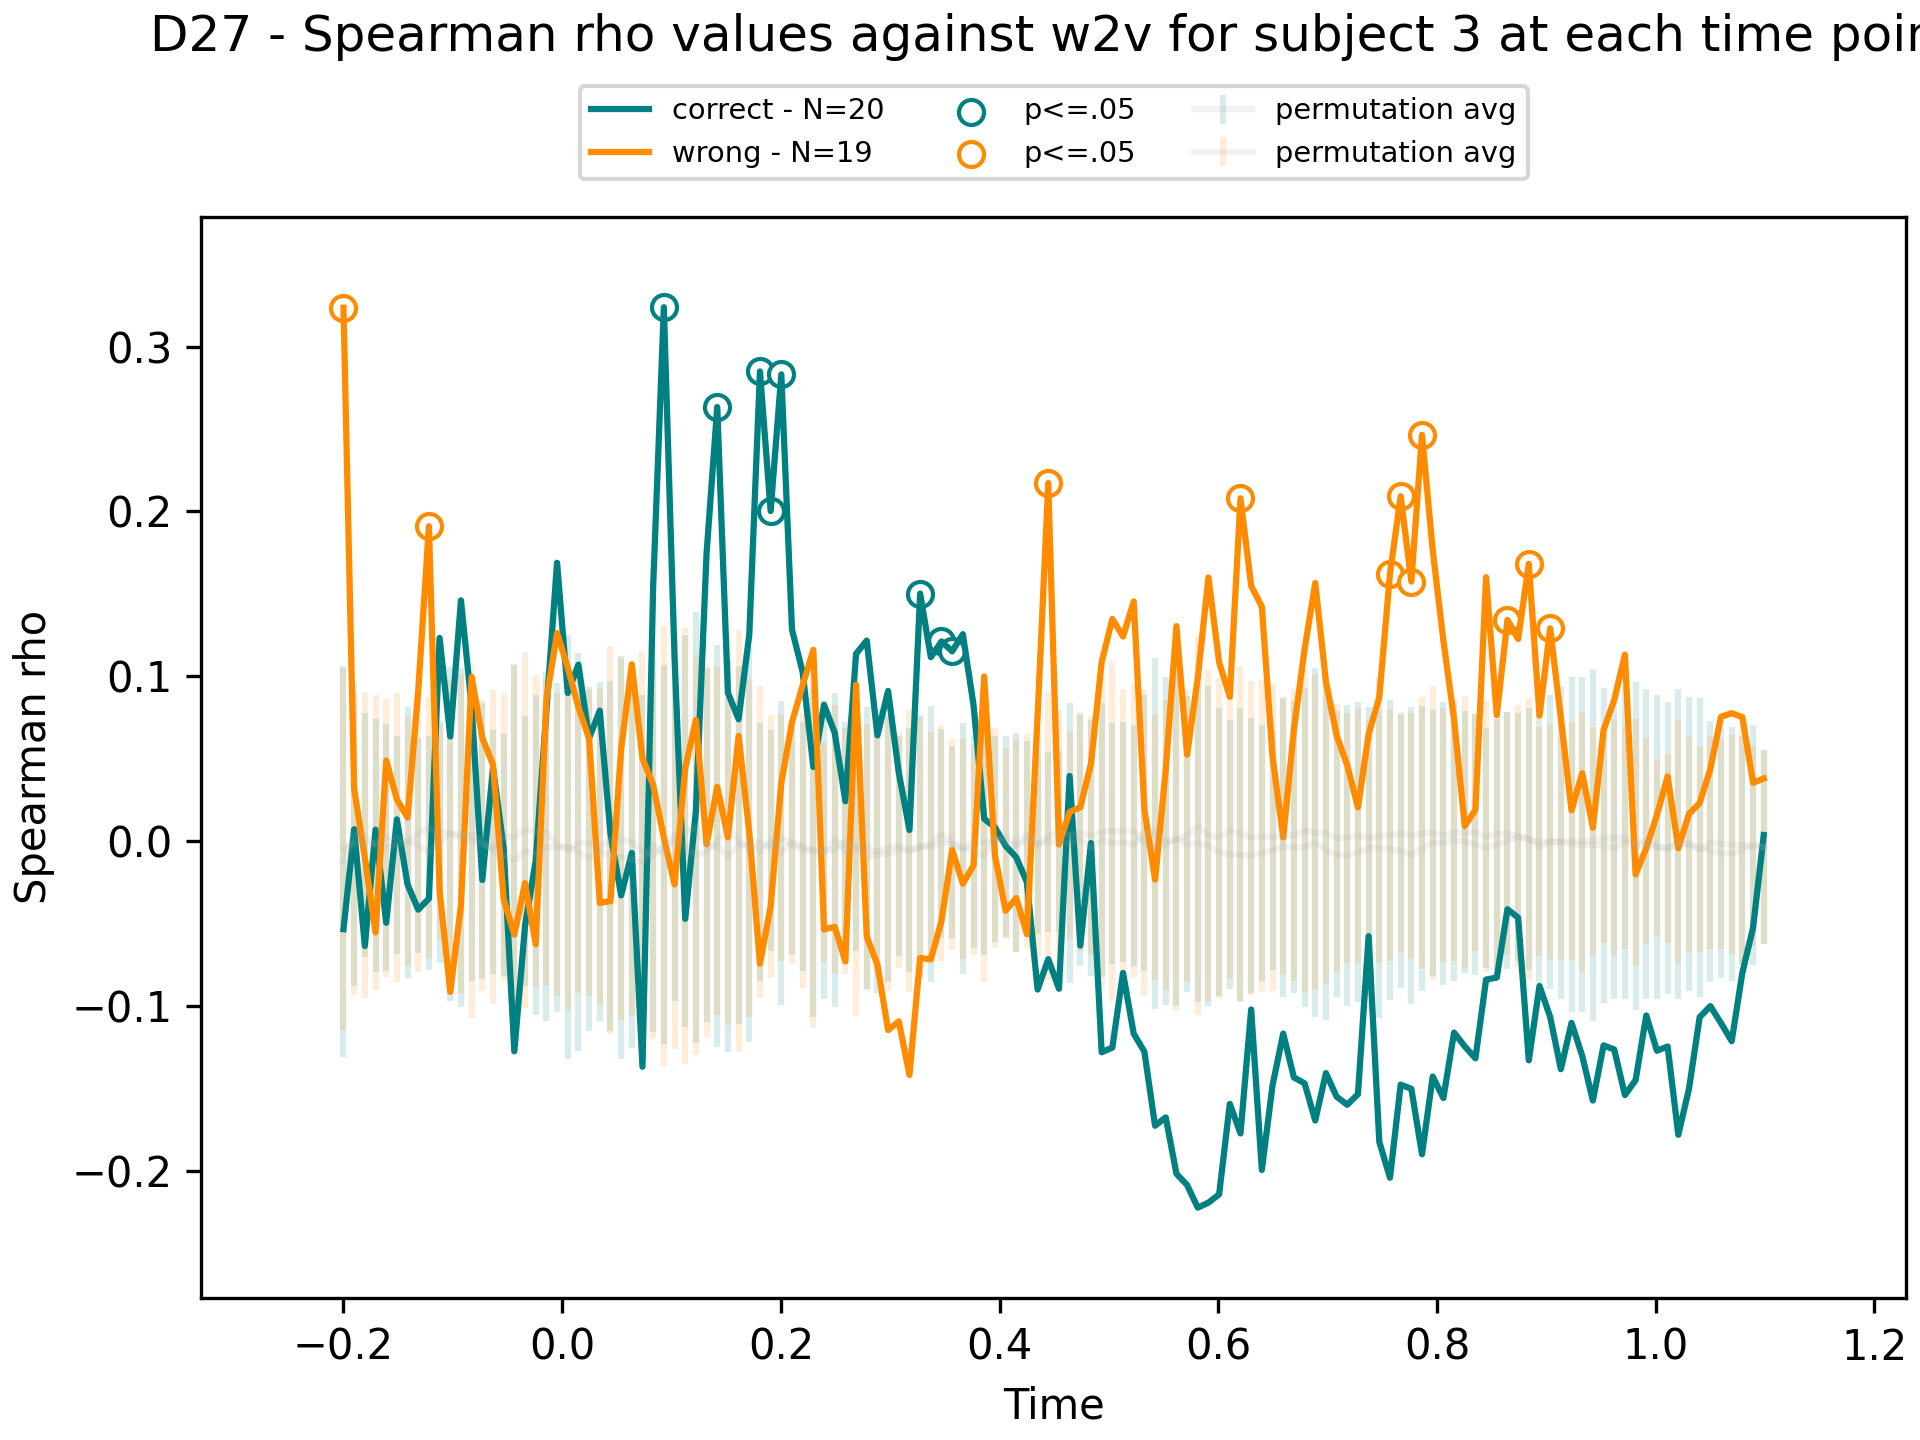 D27 - Spearman rho values against w2v for subject 3 at each time poin
correct - N=20
wrong - N=19
p<=.05
p<=.05
permutation avg
permutation avg
Spearman rho
0.3
0.2
0.1
0.0
−0.1
−0.2
−0.2 0.0 0.2 0.4 0.6 0.8 1.0 1.2
Time